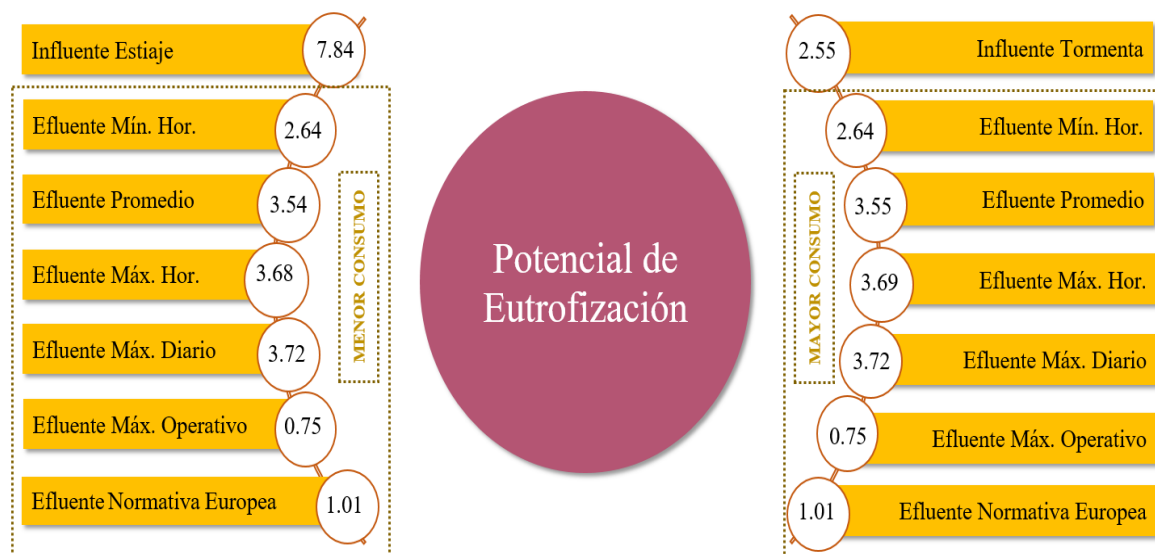 Influente Estiaje
7.84
Efluente Mín. Hor.
2.64
Efluente Promedio
3.54
Efluente Máx. Hor.
3.68
Efluente Máx. Diario
3.72
Efluente Máx. Operativo
0.75
Efluente Normativa Europea
1.01
MENOR CONSUMO
Potencial de
Eutrofización
MAYOR CONSUMO
2.55
Influente Tormenta
2.64
Efluente Mín. Hor.
3.55
Efluente Promedio
3.69
Efluente Máx. Hor.
3.72
Efluente Máx. Diario
0.75
Efluente Máx. Operativo
1.01
Efluente Normativa Europea